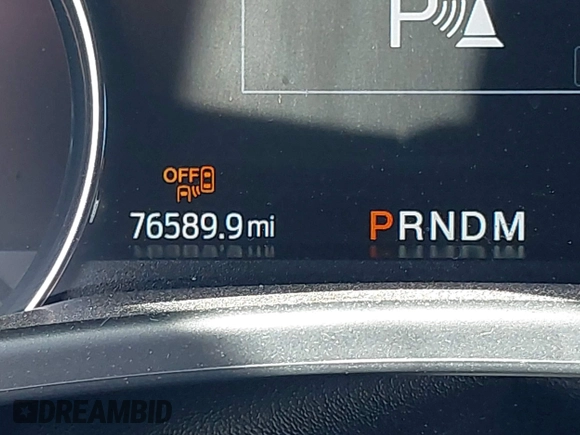 P
OFF
76589.9 mi
PRNDM
DREAMBID